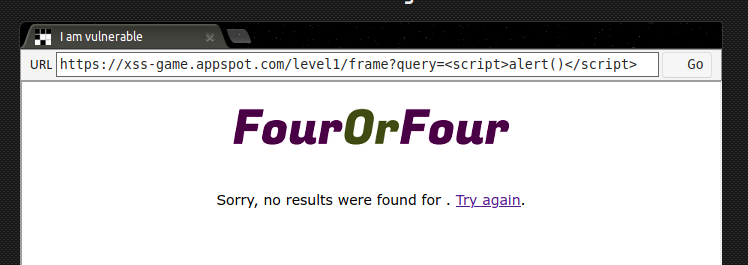 I am vulnerable
URL https://xss-game.appspot.com/level1/frame?query=<script>alert()</script> Go
FourOrFour
Sorry, no results were found for . Try again.